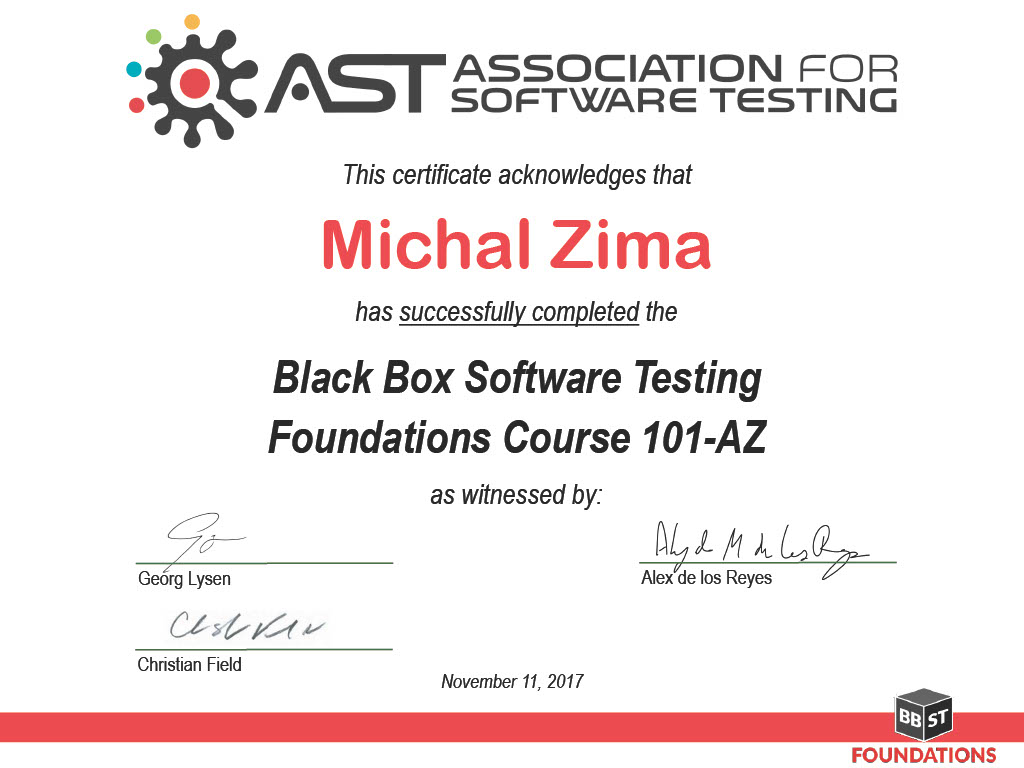 AST ASSOCIATION FOR
SOFTWARE TESTING
This certificate acknowledges that
Michal Zima
has successfully completed the
Black Box Software Testing
Foundations Course 101-AZ
as witnessed by:
Georg Lysen
Alex de los Reyes
Christian Field
November 11, 2017
BBST
FOUNDATIONS